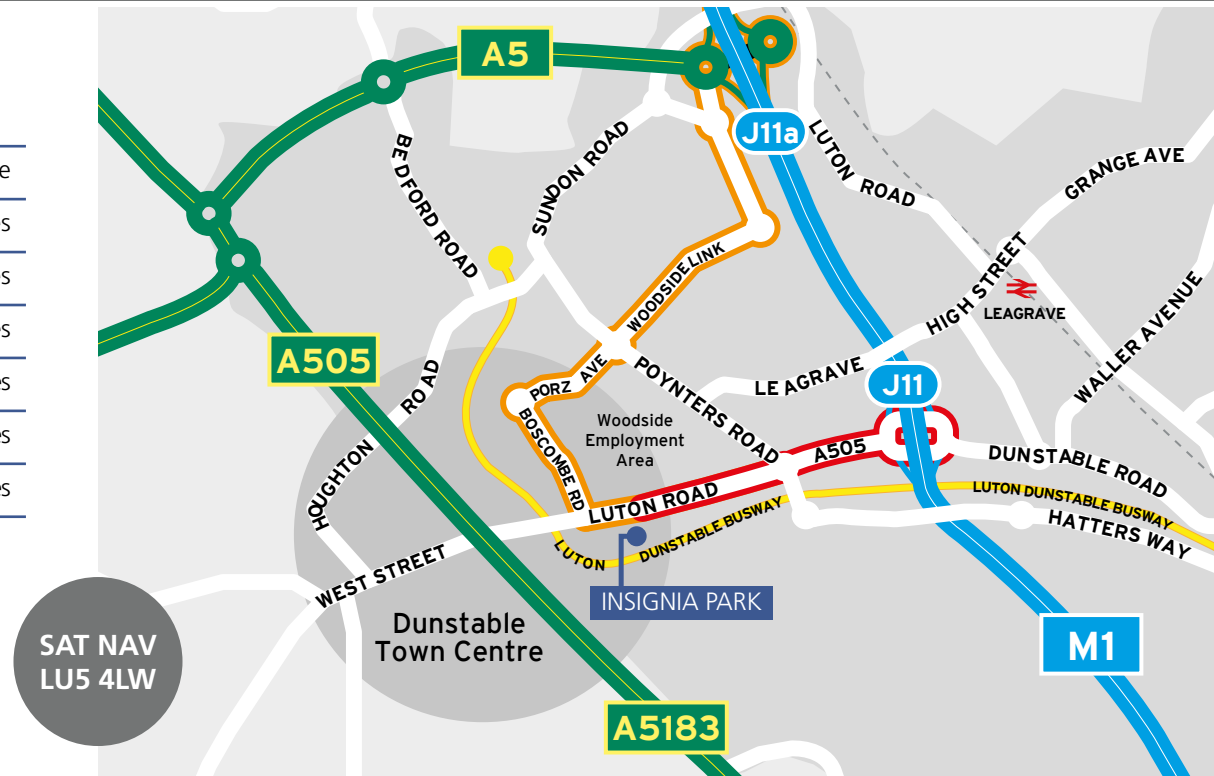 A5
J11a
BEDFORD ROAD
SUNDON ROAD
LUTON ROAD
GRANGE AVE
WOODSIDE LINK
HIGH STREET
LEAGRAVE
WALLER AVENUE
A505
PORZ AVE
POYNTERS ROAD
LEAGRAVE
J11
HOUGHTON ROAD
BOSCOMBE RD
Woodside
Employment
Area
A505
DUNSTABLE ROAD
LUTON ROAD
LUTON DUNSTABLE BUSWAY
HATTERS WAY
LUTON DUNSTABLE BUSWAY
WEST STREET
INSIGNIA PARK
Dunstable
Town Centre
SAT NAV
LU5 4LW
M1
A5183